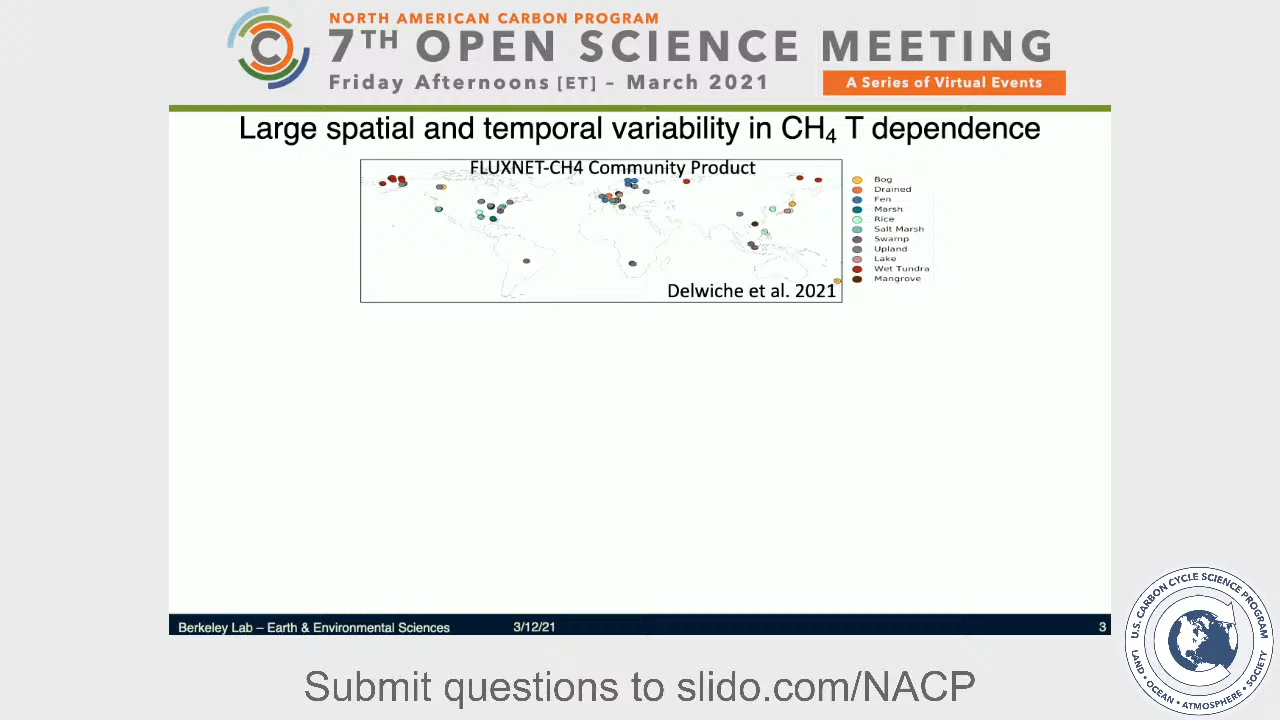 NORTH AMERICAN CARBON PROGRAM
7TH OPEN SCIENCE MEETING
Friday Afternoons [ET] – March 2021
A Series of Virtual Events
Large spatial and temporal variability in CH4 T dependence
FLUXNET-CH4 Community Product
Bog
Drained
Fen
Marsh
Rice
Salt Marsh
Swamp
Upland
Lake
Wet Tundra
Mangrove
Delwiche et al. 2021
Berkeley Lab – Earth & Environmental Sciences
3/12/21
3
U.S. CARBON CYCLE SCIENCE PROGRAM
LAND • OCEAN • ATMOSPHERE • SOCIETY
Submit questions to slido.com/NACP